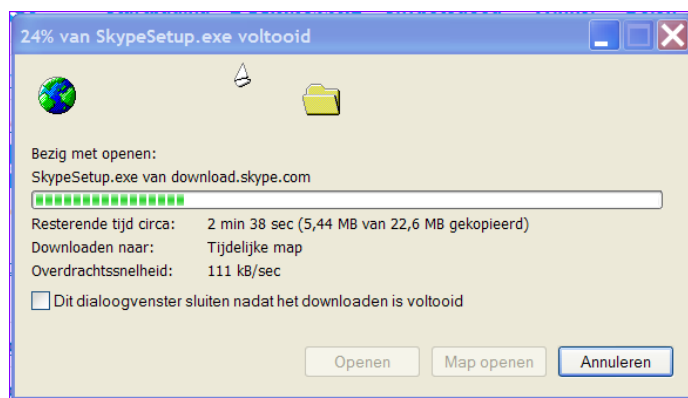 24% van SkypeSetup.exe voltooid
Bezig met openen:
SkypeSetup.exe van download.skype.com
Resterende tijd circa: 2 min 38 sec (5,44 MB van 22,6 MB gekopieerd)
Downloaden naar: Tijdelijke map
Overdrachtssnelheid: 111 kB/sec
Dit dialoogvenster sluiten nadat het downloaden is voltooid
Openen Map openen Annuleren